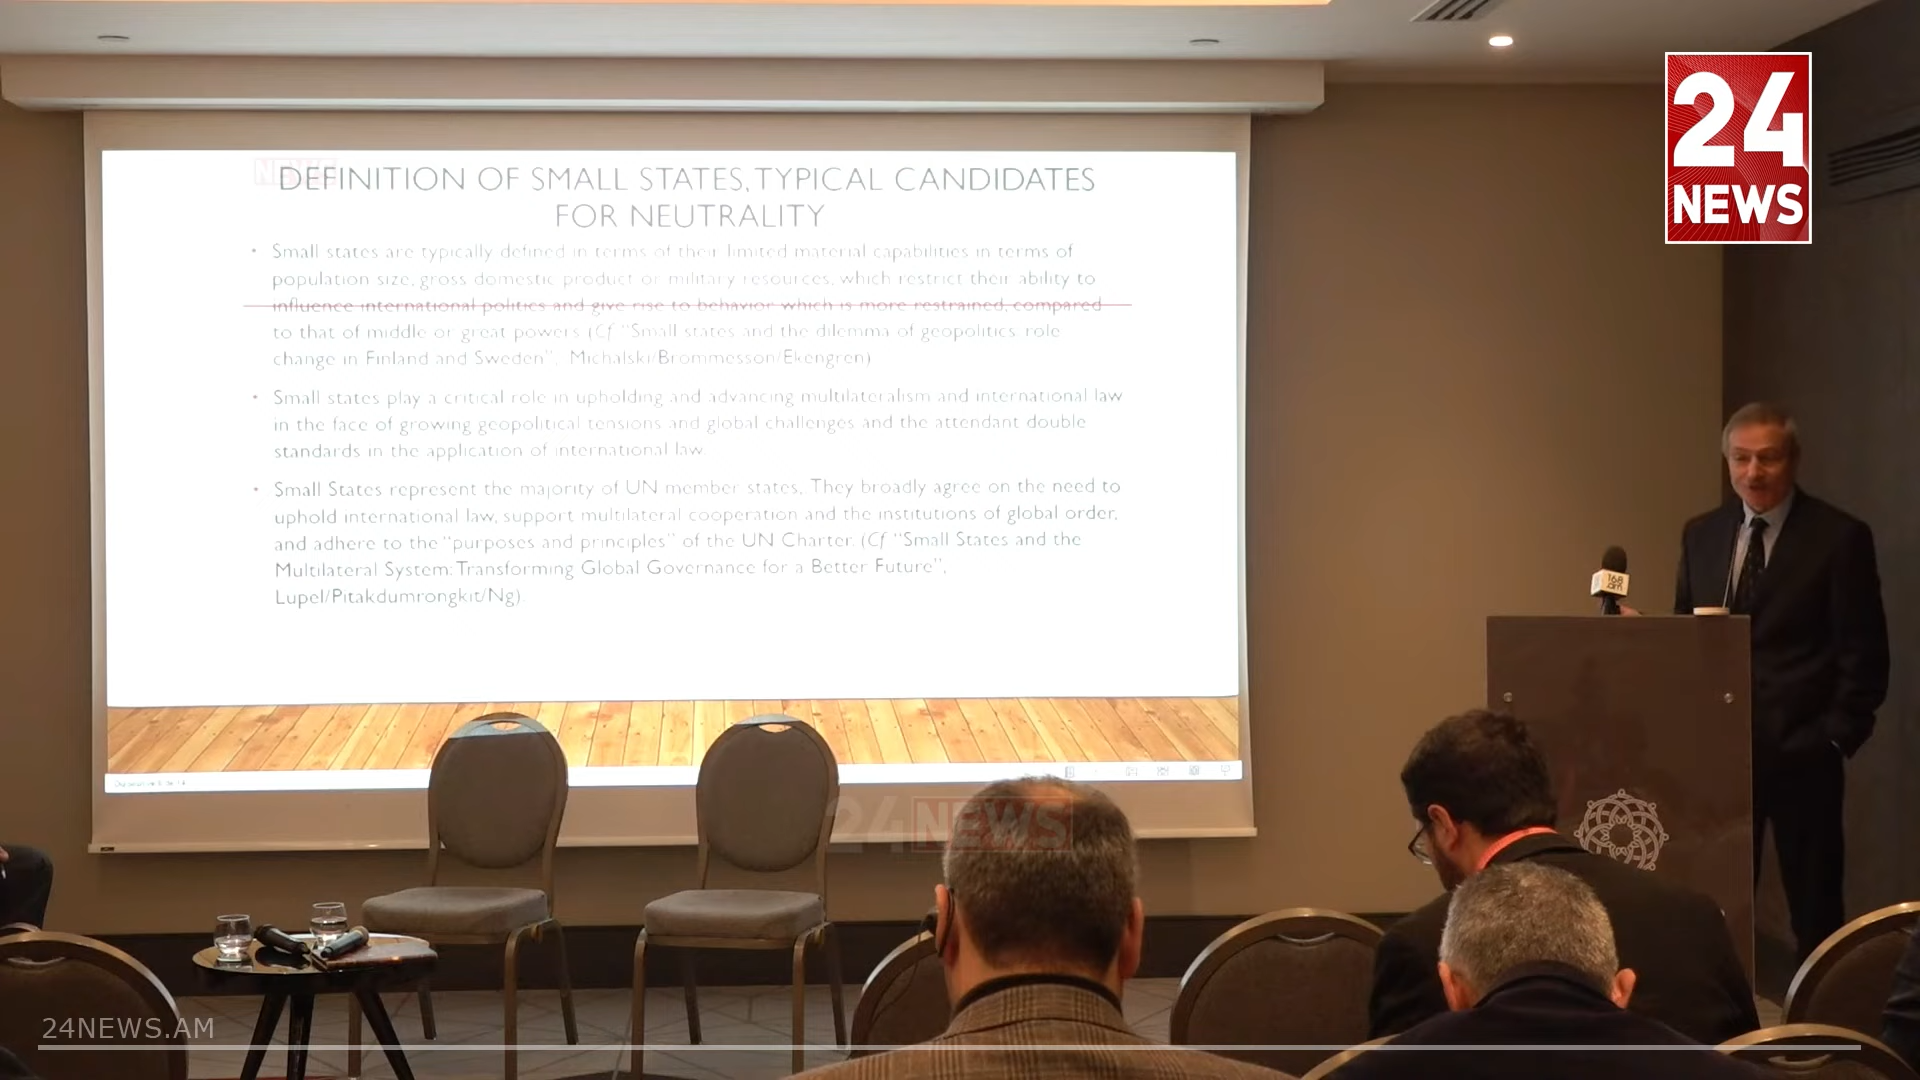 24
NEWS
DEFINITION OF SMALL STATES, TYPICAL CANDIDATES
FOR NEUTRALITY
• Small states are typically defined in terms of their limited material capabilities in terms of
population size, gross domestic product or military resources, which restrict their ability to
influence international politics and give rise to behavior which is more restrained, compared
to that of middle or great powers (Cf "Small states and the dilemma of geopolitics: role
change in Finland and Sweden", Michalski/Brommesson/Ekengren)
• Small states play a critical role in upholding and advancing multilateralism and international law
in the face of growing geopolitical tensions and global challenges and the attendant double
standards in the application of international law.
• Small States represent the majority of UN member states. They broadly agree on the need to
uphold international law, support multilateral cooperation and the institutions of global order,
and adhere to the "purposes and principles" of the UN Charter. (Cf "Small States and the
Multilateral System: Transforming Global Governance for a Better Future",
Lupel/Pitakdumrongkit/Ng).
168
.am
24NEWS
24NEWS.AM